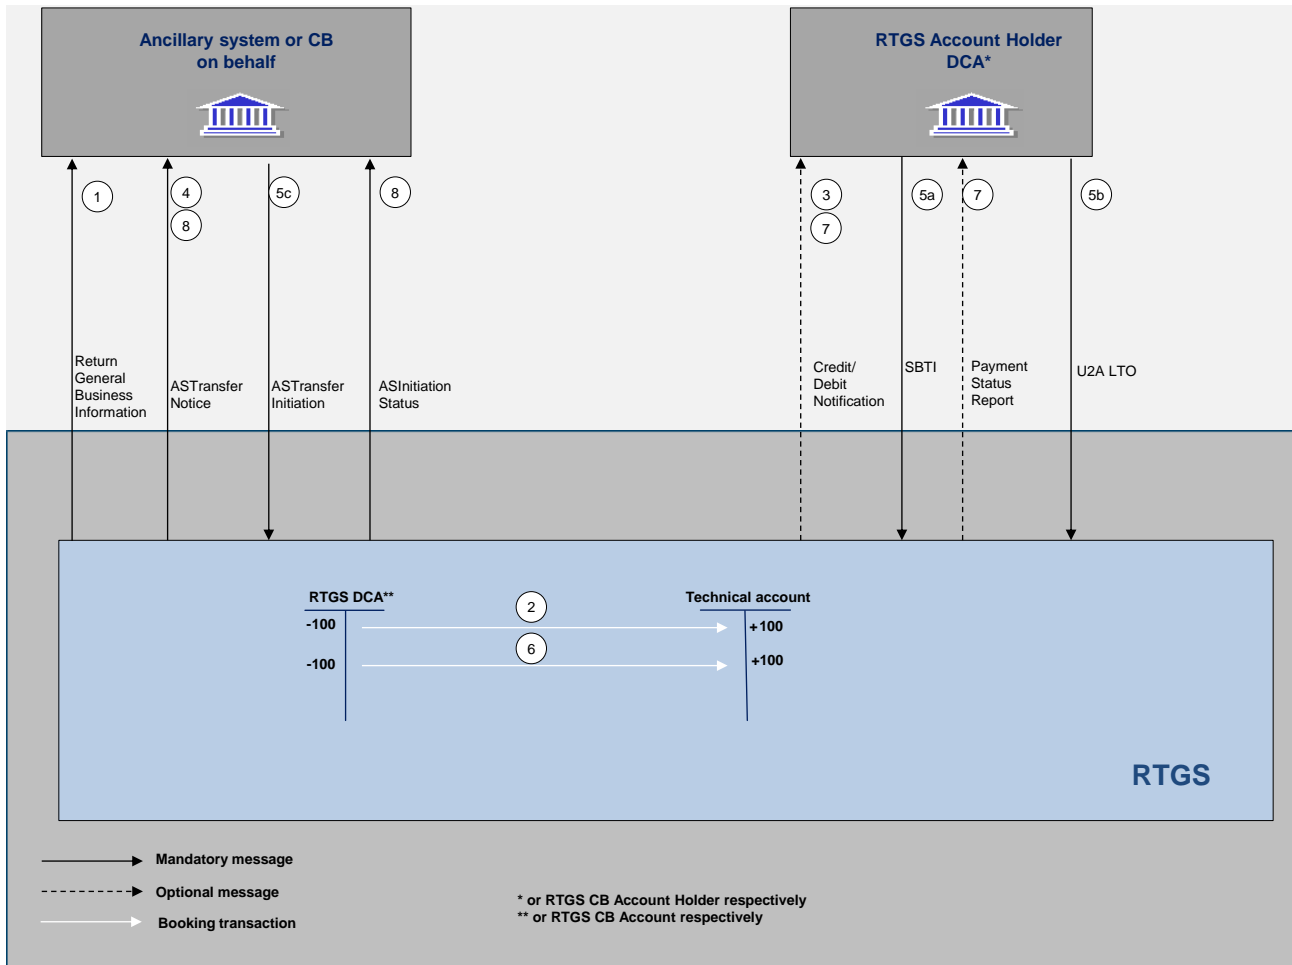 Ancillary system or CB
on behalf
RTGS Account Holder
DCA*
1
4
8
5c
8
3
7
5a
7
5b
Return
General
Business
Information
ASTransfer
Notice
ASTransfer
Initiation
ASInitiation
Status
Credit/
Debit
Notification
SBTI
Payment
Status
Report
U2A LTO
RTGS DCA**
2
Technical account
-100
+100
6
-100
+100
RTGS
Mandatory message
Optional message
Booking transaction
* or RTGS CB Account Holder respectively
** or RTGS CB Account respectively